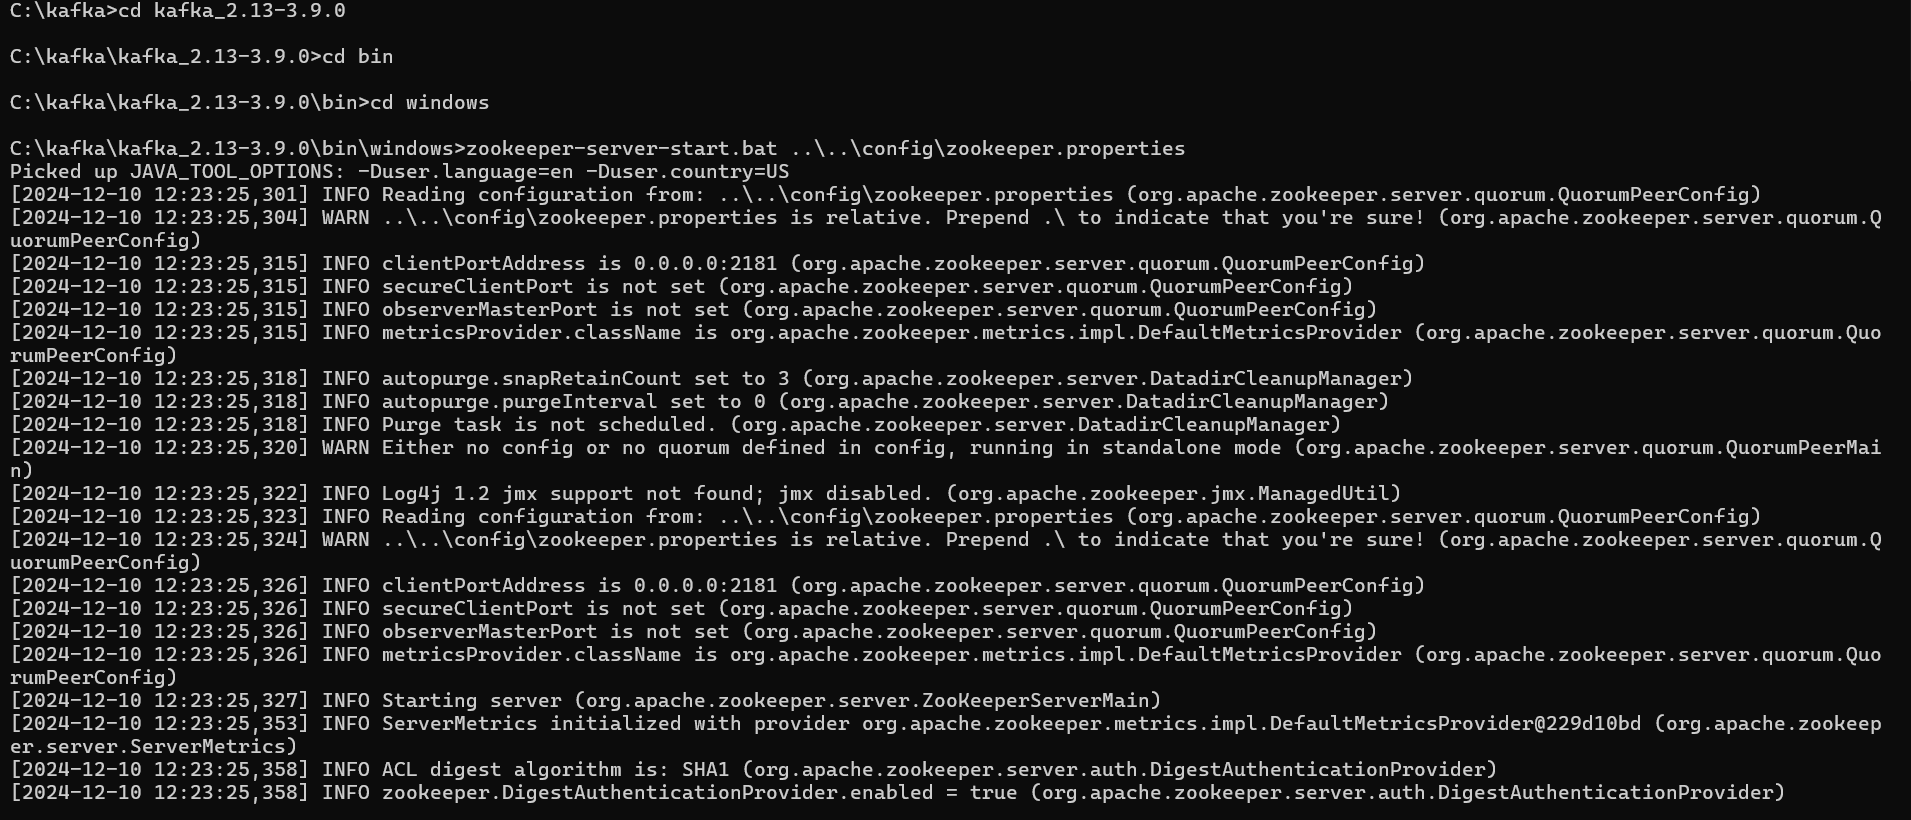 C:\kafka>cd kafka_2.13-3.9.0
C:\kafka\kafka_2.13-3.9.0>cd bin
C:\kafka\kafka_2.13-3.9.0\bin>cd windows
C:\kafka\kafka_2.13-3.9.0\bin\windows>zookeeper-server-start.bat ..\..\config\zookeeper.properties
Picked up JAVA_TOOL_OPTIONS: -Duser.language=en -Duser.country=US
[2024-12-10 12:23:25,301] INFO Reading configuration from: ..\..\config\zookeeper.properties (org.apache.zookeeper.server.quorum.QuorumPeerConfig)
[2024-12-10 12:23:25,304] WARN ..\..\config\zookeeper.properties is relative. Prepend .\ to indicate that you're sure! (org.apache.zookeeper.server.quorum.Q
uorumPeerConfig)
[2024-12-10 12:23:25,315] INFO clientPortAddress is 0.0.0.0:2181 (org.apache.zookeeper.server.quorum.QuorumPeerConfig)
[2024-12-10 12:23:25,315] INFO secureClientPort is not set (org.apache.zookeeper.server.quorum.QuorumPeerConfig)
[2024-12-10 12:23:25,315] INFO observerMasterPort is not set (org.apache.zookeeper.server.quorum.QuorumPeerConfig)
[2024-12-10 12:23:25,315] INFO metricsProvider.className is org.apache.zookeeper.metrics.impl.DefaultMetricsProvider (org.apache.zookeeper.server.quorum.Quo
rumPeerConfig)
[2024-12-10 12:23:25,318] INFO autopurge.snapRetainCount set to 3 (org.apache.zookeeper.server.DatadirCleanupManager)
[2024-12-10 12:23:25,318] INFO autopurge.purgeInterval set to 0 (org.apache.zookeeper.server.DatadirCleanupManager)
[2024-12-10 12:23:25,318] INFO Purge task is not scheduled. (org.apache.zookeeper.server.DatadirCleanupManager)
[2024-12-10 12:23:25,320] WARN Either no config or no quorum defined in config, running in standalone mode (org.apache.zookeeper.server.quorum.QuorumPeerMai
n)
[2024-12-10 12:23:25,322] INFO Log4j 1.2 jmx support not found; jmx disabled. (org.apache.zookeeper.jmx.ManagedUtil)
[2024-12-10 12:23:25,323] INFO Reading configuration from: ..\..\config\zookeeper.properties (org.apache.zookeeper.server.quorum.QuorumPeerConfig)
[2024-12-10 12:23:25,324] WARN ..\..\config\zookeeper.properties is relative. Prepend .\ to indicate that you're sure! (org.apache.zookeeper.server.quorum.Q
uorumPeerConfig)
[2024-12-10 12:23:25,326] INFO clientPortAddress is 0.0.0.0:2181 (org.apache.zookeeper.server.quorum.QuorumPeerConfig)
[2024-12-10 12:23:25,326] INFO secureClientPort is not set (org.apache.zookeeper.server.quorum.QuorumPeerConfig)
[2024-12-10 12:23:25,326] INFO observerMasterPort is not set (org.apache.zookeeper.server.quorum.QuorumPeerConfig)
[2024-12-10 12:23:25,326] INFO metricsProvider.className is org.apache.zookeeper.metrics.impl.DefaultMetricsProvider (org.apache.zookeeper.server.quorum.Quo
rumPeerConfig)
[2024-12-10 12:23:25,327] INFO Starting server (org.apache.zookeeper.server.ZooKeeperServerMain)
[2024-12-10 12:23:25,353] INFO ServerMetrics initialized with provider org.apache.zookeeper.metrics.impl.DefaultMetricsProvider@229d10bd (org.apache.zookeep
er.server.ServerMetrics)
[2024-12-10 12:23:25,358] INFO ACL digest algorithm is: SHA1 (org.apache.zookeeper.server.auth.DigestAuthenticationProvider)
[2024-12-10 12:23:25,358] INFO zookeeper.DigestAuthenticationProvider.enabled = true (org.apache.zookeeper.server.auth.DigestAuthenticationProvider)